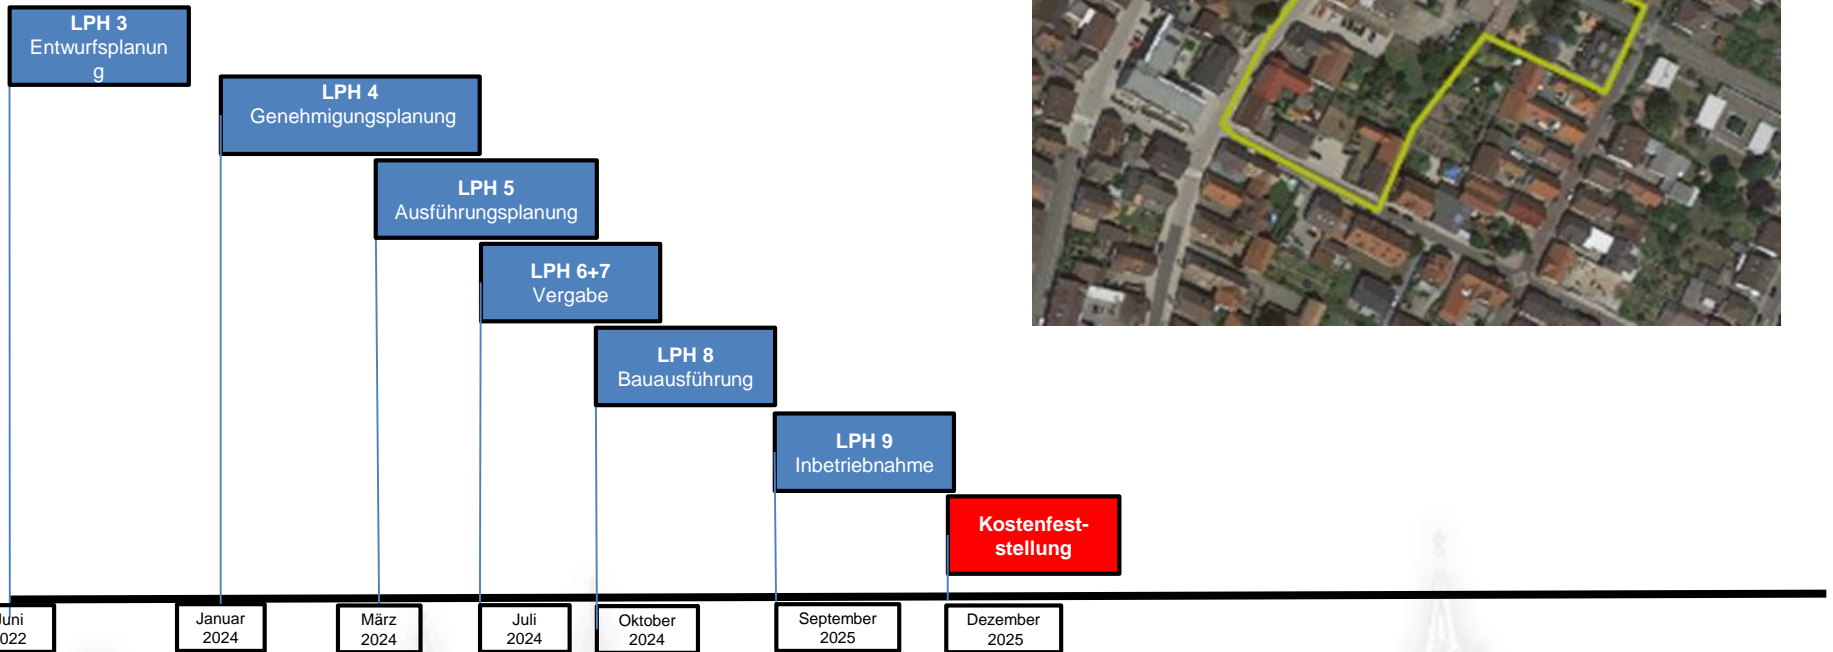 LPH 3
Entwurfsplanun
g
LPH 4
Genehmigungsplanung
LPH 5
Ausführungsplanung
LPH 6+7
Vergabe
LPH 8
Bauausführung
LPH 9
Inbetriebnahme
Kostenfest-
stellung
Juni
2022
Januar
2024
März
2024
Juli
2024
Oktober
2024
September
2025
Dezember
2025